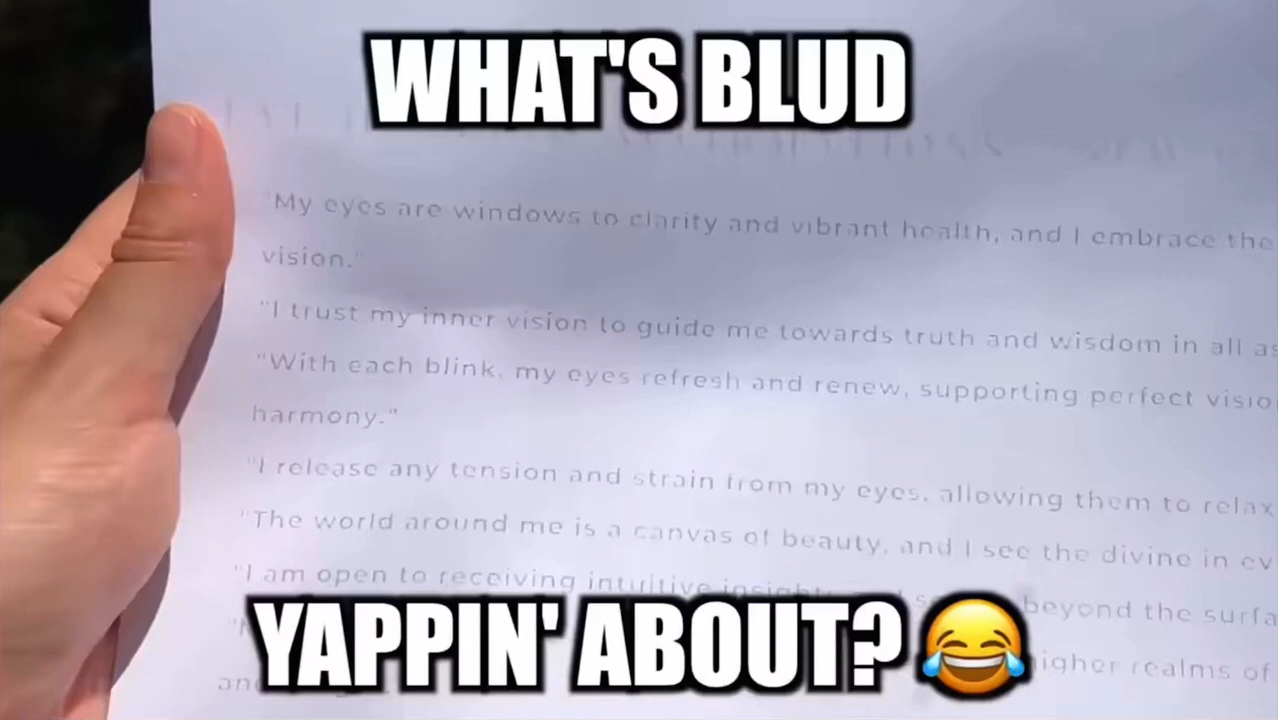 WHAT'S BLUD
"My eyes are windows to clarity and vibrant health, and I embrace the
vision."
"I trust my inner vision to guide me towards truth and wisdom in all
"With each blink, my eyes refresh and renew, supporting perfect
harmony."
"I release any tension and strain from my eyes, allowing them to relax
"The world around me is a canvas of beauty, and I see the divine in
"I am open to receiving intuitive beyond the
YAPPIN' ABOUT? 😂
higher realms of